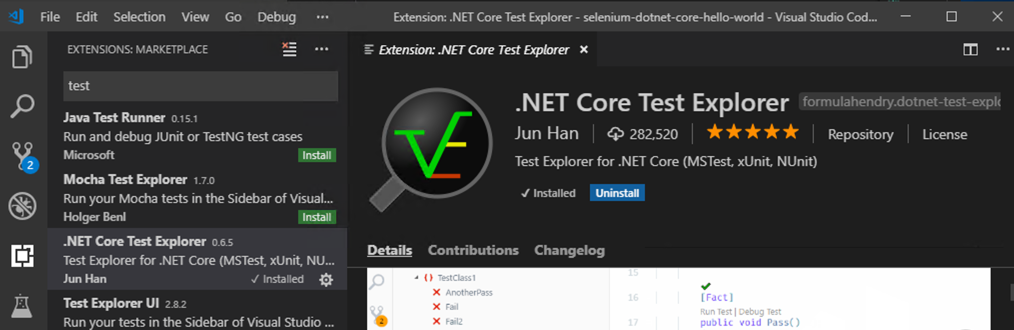 File Edit Selection View Go Debug ••• Extension: .NET Core Test Explorer - selenium-dotnet-core-hello-world - Visual Studio Cod...
EXTENSIONS: MARKETPLACE
test
Java Test Runner 0.15.1
Run and debug JUnit or TestNG test cases
Microsoft Install
Mocha Test Explorer 1.7.0
Run your Mocha tests in the Sidebar of Visual...
Holger Benl Install
2
.NET Core Test Explorer 0.6.5
Test Explorer for .NET Core (MSTest, xUnit, NU...
Jun Han ✓ Installed
Test Explorer UI 2.8.2
Run your tests in the Sidebar of Visual Studio ...
Extension: .NET Core Test Explorer ×
.NET Core Test Explorer formulahendry.dotnet-test-explo
Jun Han 282,520 ★★★★★ Repository License
Test Explorer for .NET Core (MSTest, xUnit, NUnit)
✓ Installed Uninstall
Details Contributions Changelog
{} TestClass1
AnotherPass
Fail
Fail2
2
15
16 [Fact]
Run Test | Debug Test
17 public void Pass()